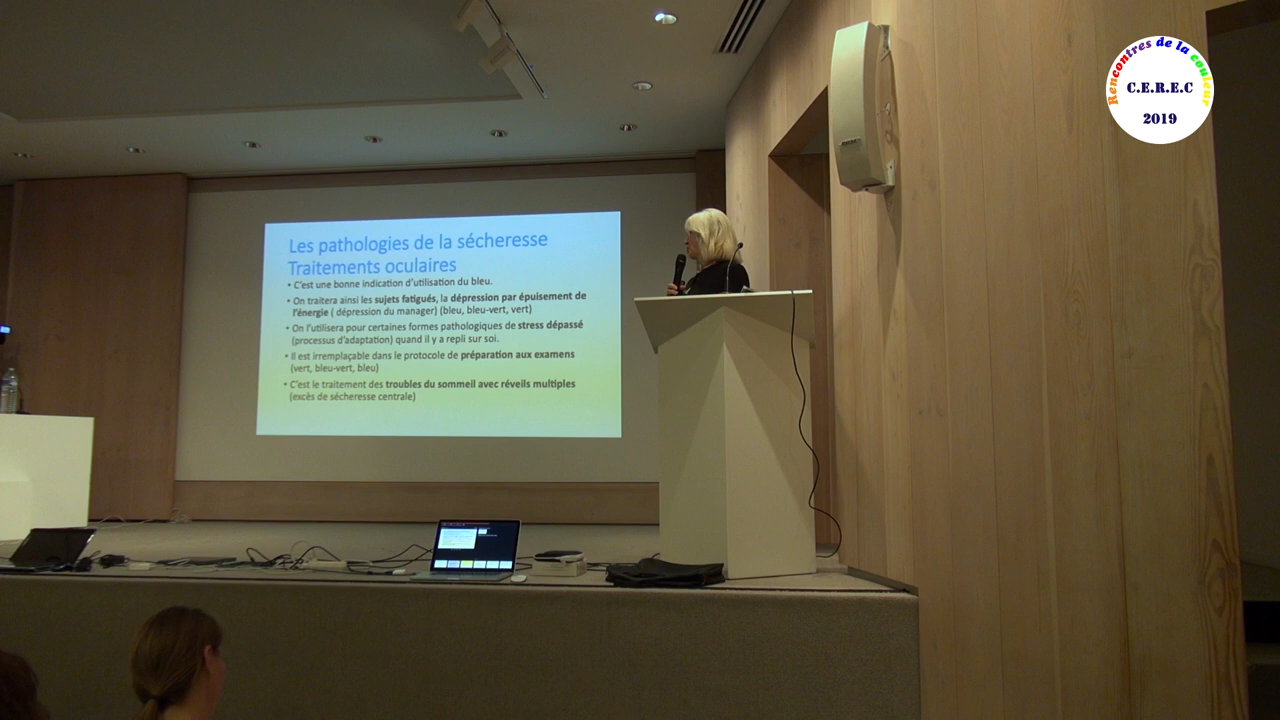 Rencontres de la couleur
C.E.R.E.C
2019
Les pathologies de la sécheresse
Traitements oculaires
• C'est une bonne indication d'utilisation du bleu.
• On traitera ainsi les sujets fatigués, la dépression par épuisement de
l'énergie ( dépression du manager) (bleu, bleu-vert, vert)
• On l'utilisera pour certaines formes pathologiques de stress dépassé
(processus d'adaptation) quand il y a repli sur soi.
• Il est irremplaçable dans le protocole de préparation aux examens
(vert, bleu-vert, bleu)
• C'est le traitement des troubles du sommeil avec réveils multiples
(excés de sécheresse centrale)